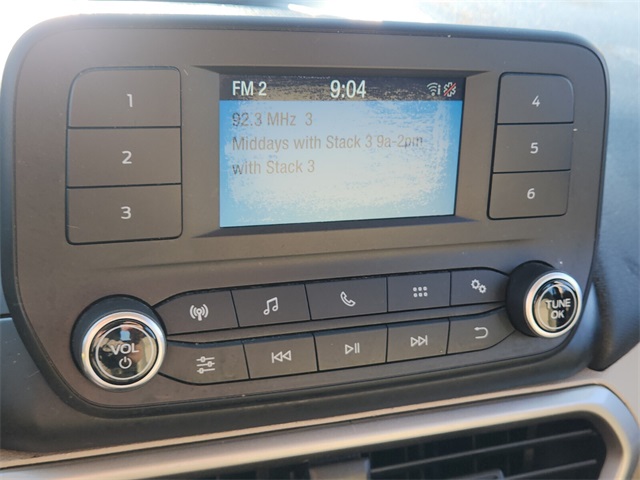 FM 2 9:04
92.3 MHz 3
Middays with Stack 3 9a-2pm
with Stack 3
1
2
3
4
5
6
VOL
TUNE
OK